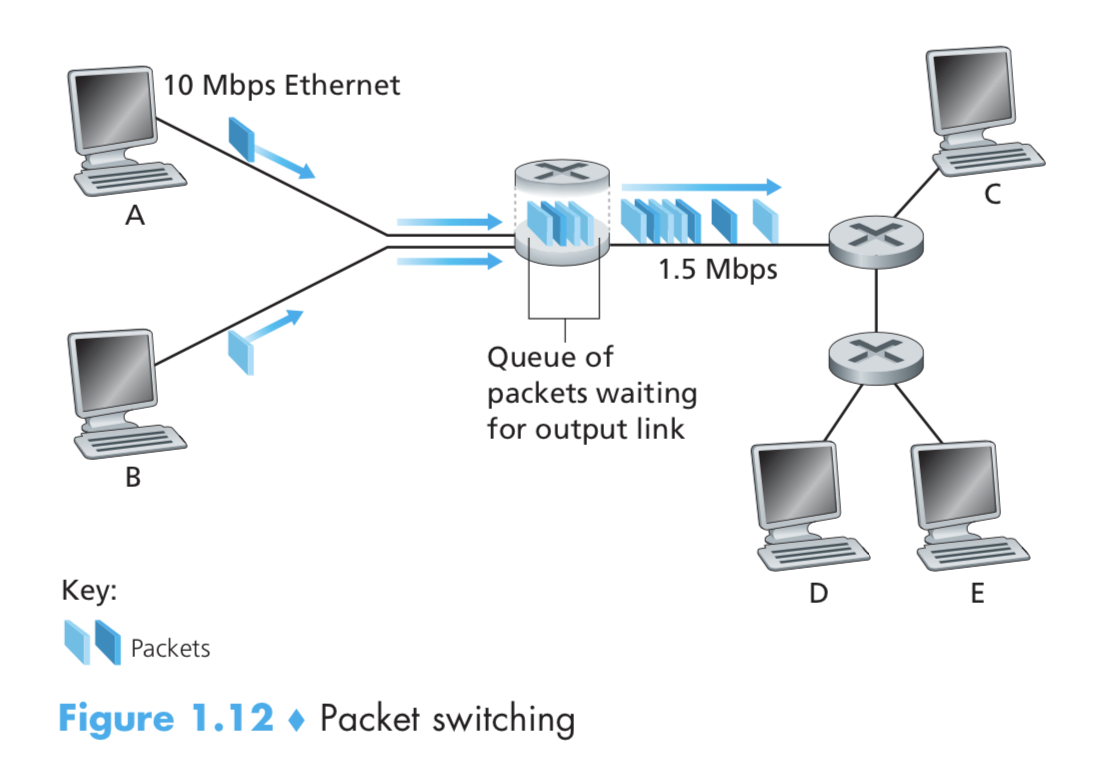 10 Mbps Ethernet
A
C
1.5 Mbps
B
Queue of
packets waiting
for output link
D
E
Key:
Packets
Figure 1.12 ♦ Packet switching